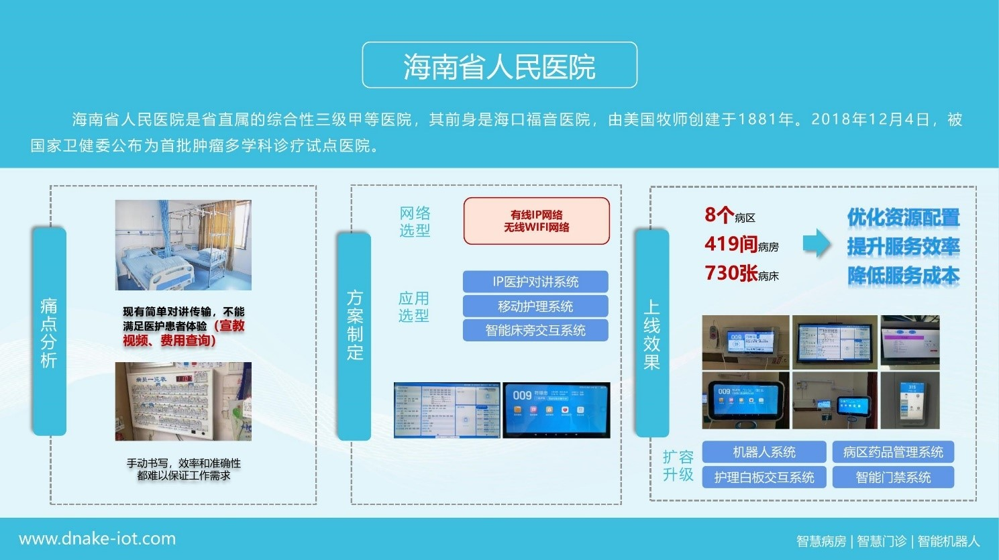 海南省人民医院
海南省人民医院是省直属的综合性三级甲等医院，其前身是海口福音医院，由美国牧师创建于1881年。2018年12月4日，被
国家卫健委公布为首批肿瘤多学科诊疗试点医院。
痛点分析
现有简单对讲传输，不能
满足医护患者体验（宣教
视频、费用查询）
病员一览表
手动书写，效率和准确性
都难以保证工作需求
方案制定
网络
选型
有线IP网络
无线WIFI网络
应用
选型
IP医护对讲系统
移动护理系统
智能床旁交互系统
009
上线效果
8个病区
419间病房
730张病床
优化资源配置
提升服务效率
降低服务成本
009
009
319
扩容
升级
机器人系统
病区药品管理系统
护理白板交互系统
智能门禁系统
www.dnake-iot.com
智慧病房 | 智慧门诊 | 智能机器人